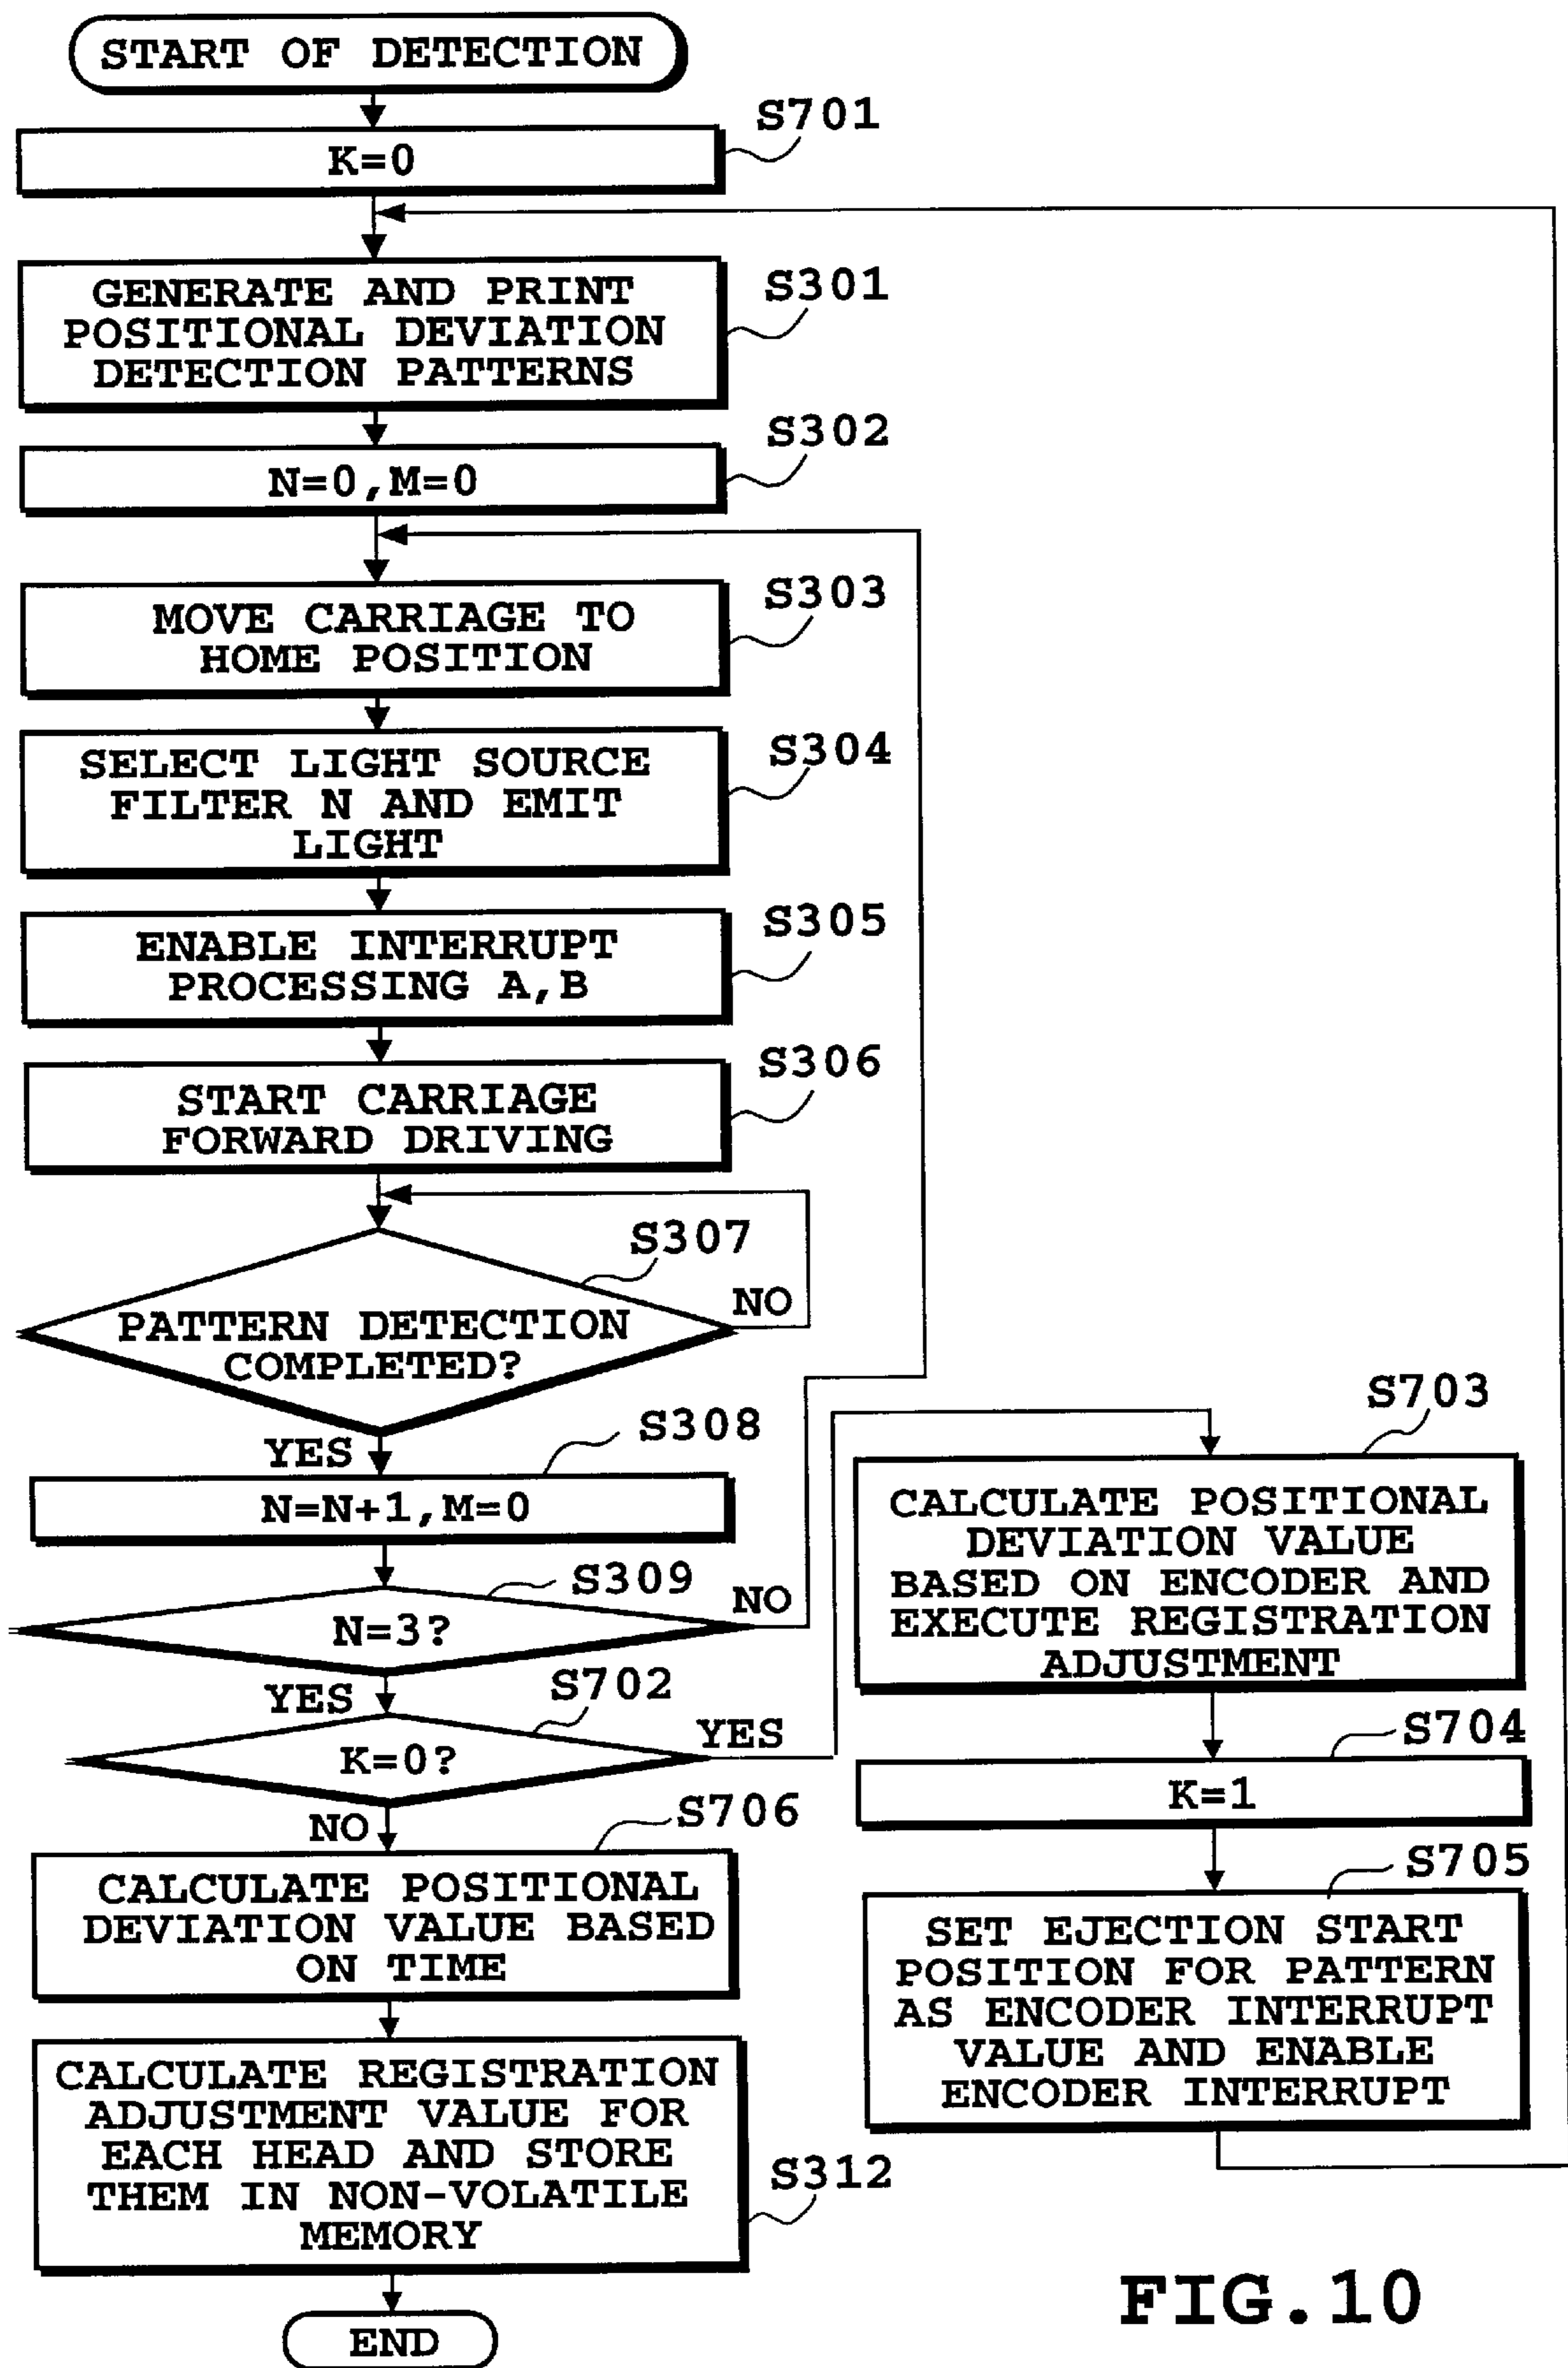 START OF DETECTION
S701
K=0
S301
GENERATE AND PRINT
POSITIONAL DEVIATION
DETECTION PATTERNS
S302
N=0,M=0
S303
MOVE CARRIAGE TO
HOME POSITION
S304
SELECT LIGHT SOURCE
FILTER N AND EMIT
LIGHT
S305
ENABLE INTERRUPT
PROCESSING A,B
S306
START CARRIAGE
FORWARD DRIVING
S307
NO
PATTERN DETECTION
COMPLETED?
YES
S308
N=N+1,M=0
S309
NO
N=3?
YES
S702
YES
K=0?
NO
S706
CALCULATE POSITIONAL
DEVIATION VALUE BASED
ON TIME
CALCULATE REGISTRATION
ADJUSTMENT VALUE FOR
EACH HEAD AND STORE
THEM IN NON-VOLATILE
MEMORY
S312
END
S703
CALCULATE POSITIONAL
DEVIATION VALUE
BASED ON ENCODER AND
EXECUTE REGISTRATION
ADJUSTMENT
S704
K=1
S705
SET EJECTION START
POSITION FOR PATTERN
AS ENCODER INTERRUPT
VALUE AND ENABLE
ENCODER INTERRUPT
FIG.10